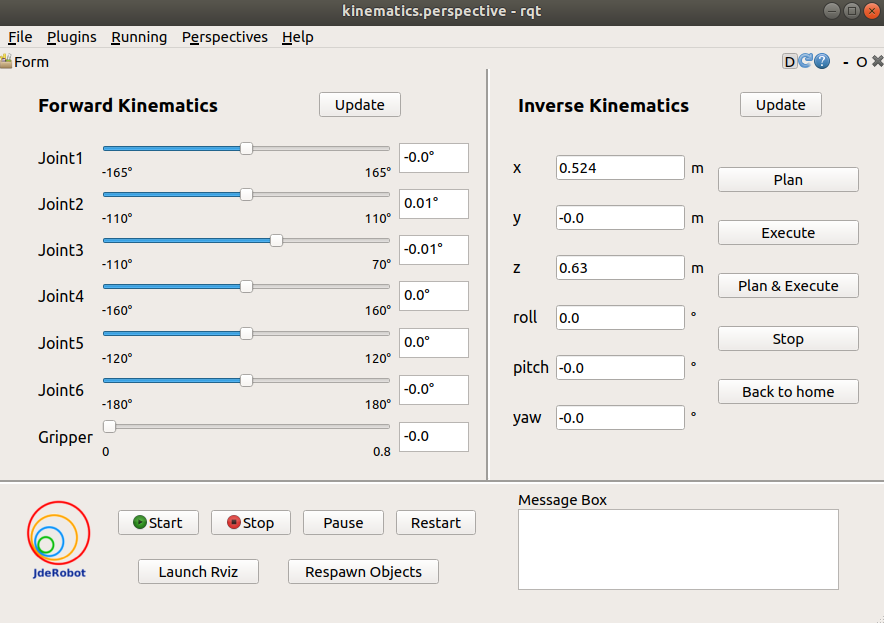 kinematics.perspective - rqt
File Plugins Running Perspectives Help
Form D ? - O
Forward Kinematics Update
Joint1 -0.0°
-165° 165°
Joint2 0.01°
-110° 110°
Joint3 -0.01°
-110° 70°
Joint4 0.0°
-160° 160°
Joint5 0.0°
-120° 120°
Joint6 -0.0°
-180° 180°
Gripper -0.0
0 0.8
Inverse Kinematics Update
x 0.524 m
y -0.0 m
z 0.63 m
roll 0.0 °
pitch -0.0 °
yaw -0.0 °
Plan
Execute
Plan & Execute
Stop
Back to home
JdeRobot
Start Stop Pause Restart
Launch Rviz Respawn Objects
Message Box